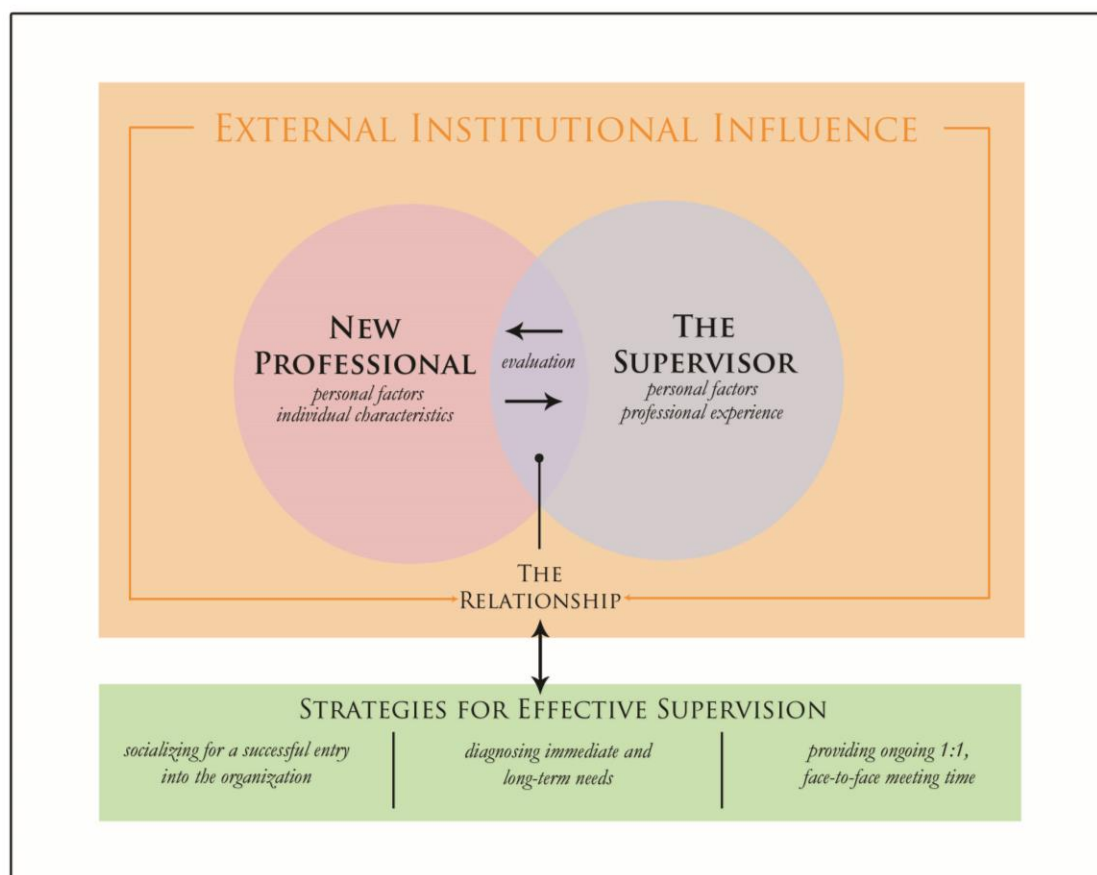 EXTERNAL INSTITUTIONAL INFLUENCE
NEW
PROFESSIONAL
personal factors
individual characteristics
evaluation
THE
SUPERVISOR
personal factors
professional experience
THE
RELATIONSHIP
STRATEGIES FOR EFFECTIVE SUPERVISION
socializing for a successful entry
into the organization
diagnosing immediate and
long-term needs
providing ongoing 1:1,
face-to-face meeting time